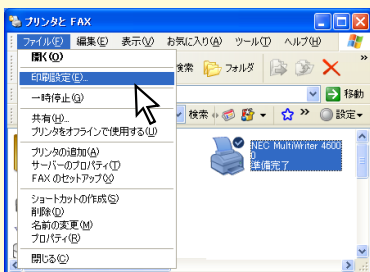 プリンタと FAX
ファイル(F) 編集(E) 表示(V) お気に入り(A) ツール(T) ヘルプ(H)
開く(O)
印刷設定(E)...
検索 フォルダ
一時停止(G)
移動
共有(H)...
検索 設定
プリンタをオフラインで使用する(U)
プリンタの追加(A)
サーバーのプロパティ(T)
FAX のセットアップ(X)
NEC MultiWriter 4600
0
準備完了
ショートカットの作成(S)
削除(D)
名前の変更(M)
プロパティ(R)
閉じる(C)